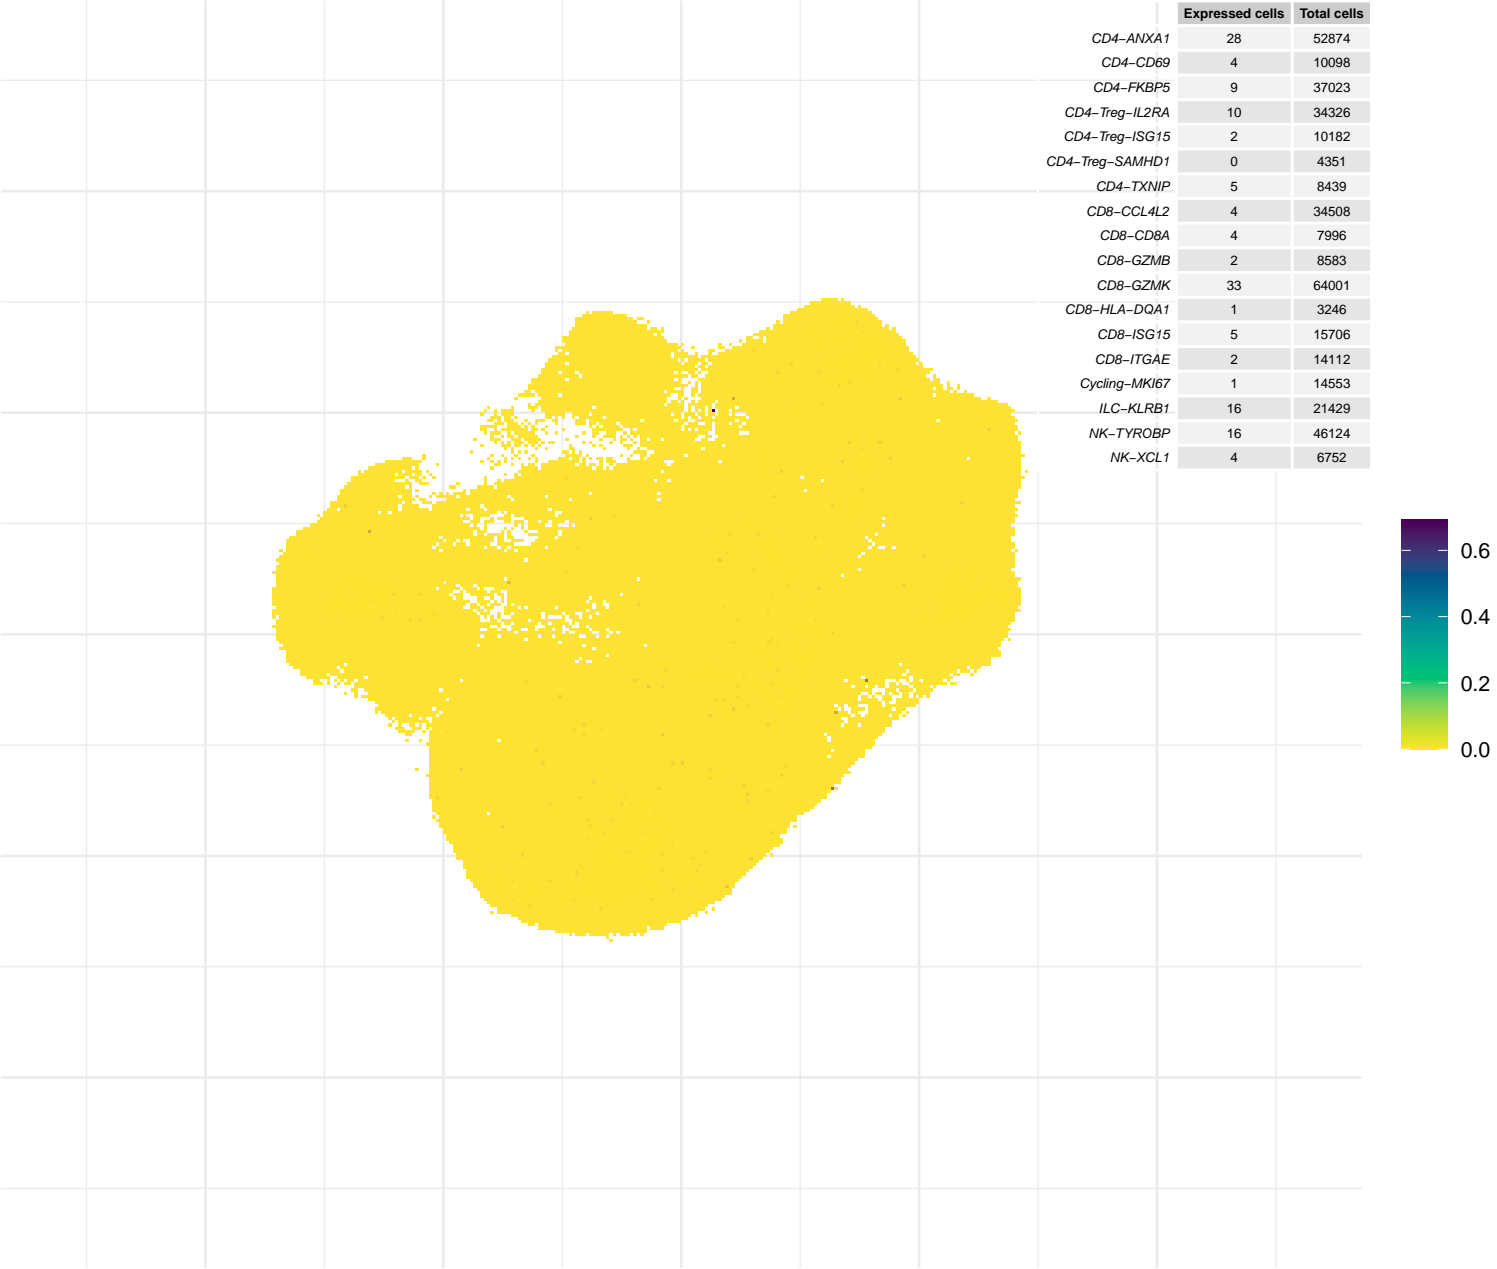 Expressed cells Total cells
CD4−ANXA1 28 52874
CD4−CD69 4 10098
CD4−FKBP5 9 37023
CD4−Treg−IL2RA 10 34326
CD4−Treg−ISG15 2 10182
CD4−Treg−SAMHD1 0 4351
CD4−TXNIP 5 8439
CD8−CCL4L2 4 34508
CD8−CD8A 4 7996
CD8−GZMB 2 8583
CD8−GZMK 33 64001
CD8−HLA−DQA1 1 3246
CD8−ISG15 5 15706
CD8−ITGAE 2 14112
Cycling−MKI67 1 14553
ILC−KLRB1 16 21429
NK−TYROBP 16 46124
NK−XCL1 4 6752
0.6
0.4
0.2
0.0